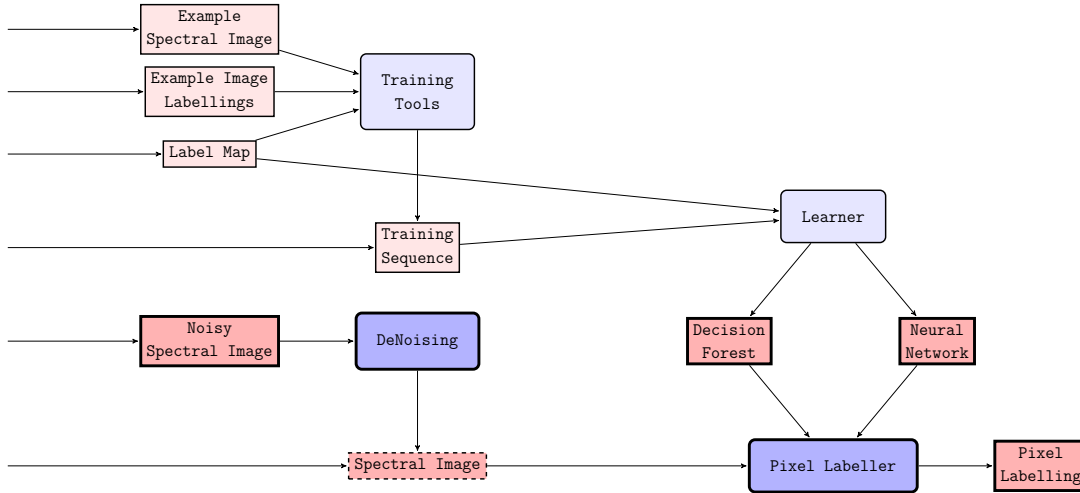 Example
Spectral Image
Training
Tools
Example Image
Labellings
Label Map
Learner
Training
Sequence
Noisy
Spectral Image
DeNoising
Decision
Forest
Neural
Network
Spectral Image
Pixel Labeller
Pixel
Labelling